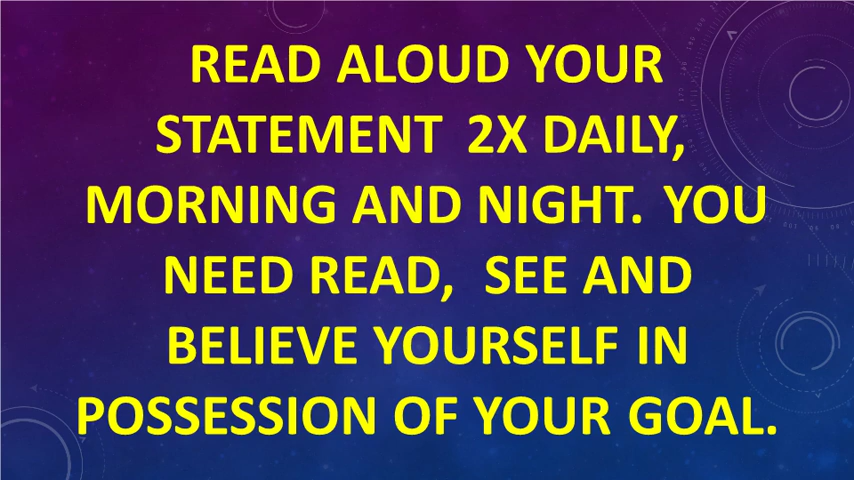 READ ALOUD YOUR
STATEMENT  2X DAILY,
MORNING AND NIGHT.  YOU
NEED READ,  SEE AND
BELIEVE YOURSELF IN
POSSESSION OF YOUR GOAL.